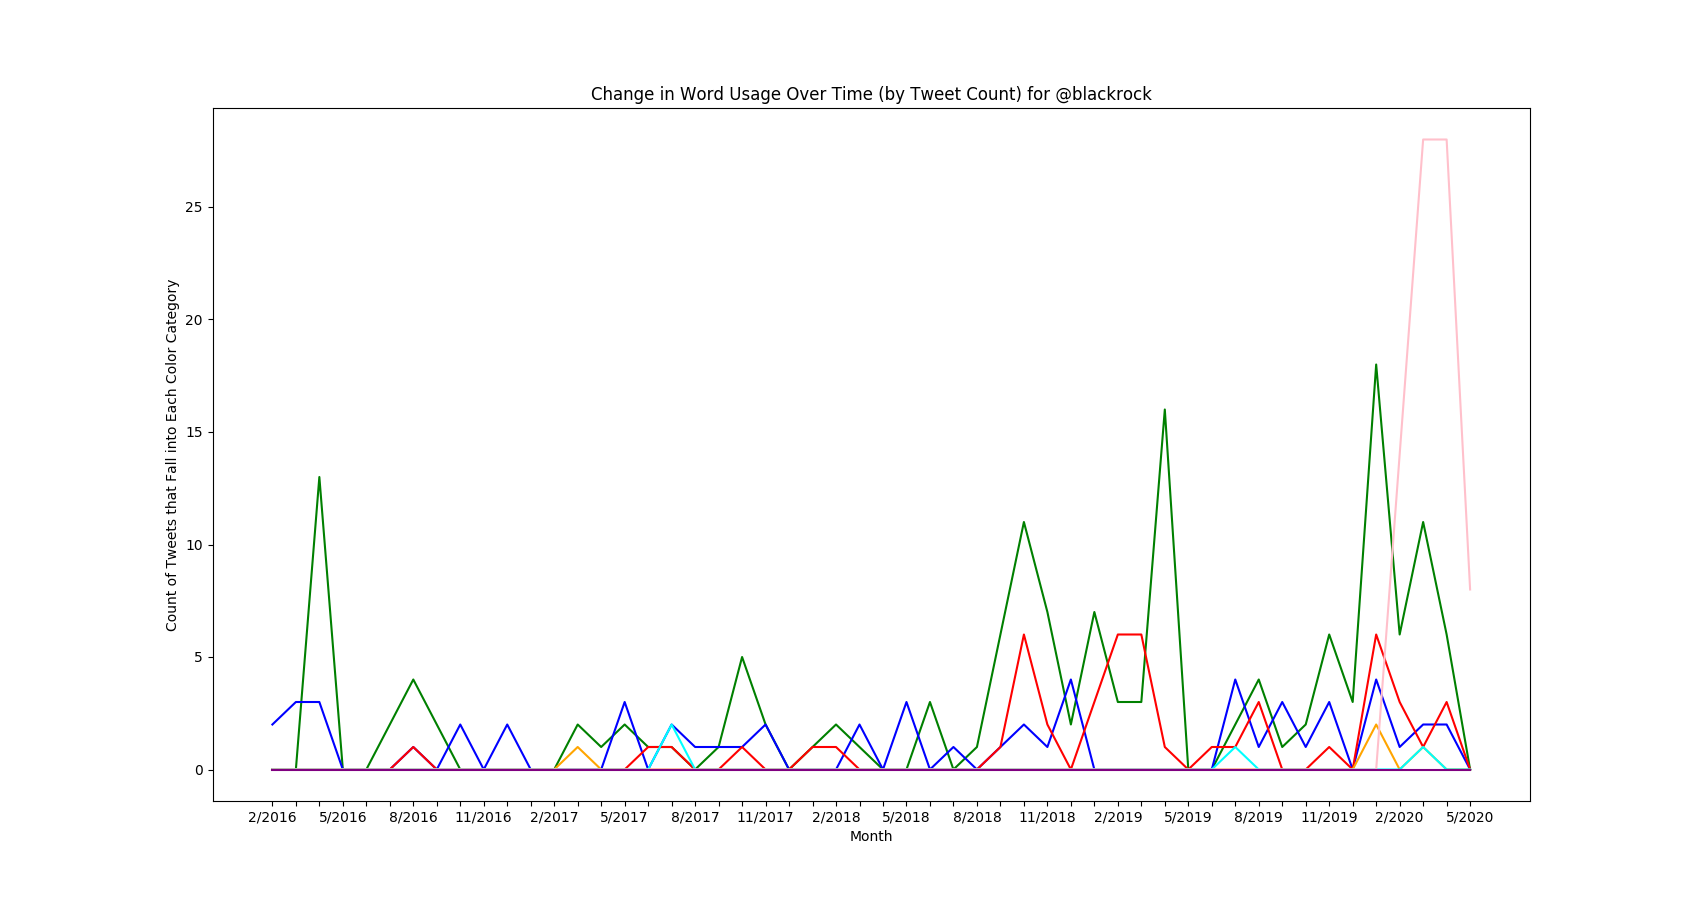 Change in Word Usage Over Time (by Tweet Count) for @blackrock
Count of Tweets that Fall into Each Color Category
25
20
15
10
5
0
2/2016 5/2016 8/2016 11/2016 2/2017 5/2017 8/2017 11/2017 2/2018 5/2018 8/2018 11/2018 2/2019 5/2019 8/2019 11/2019 2/2020 5/2020
Month